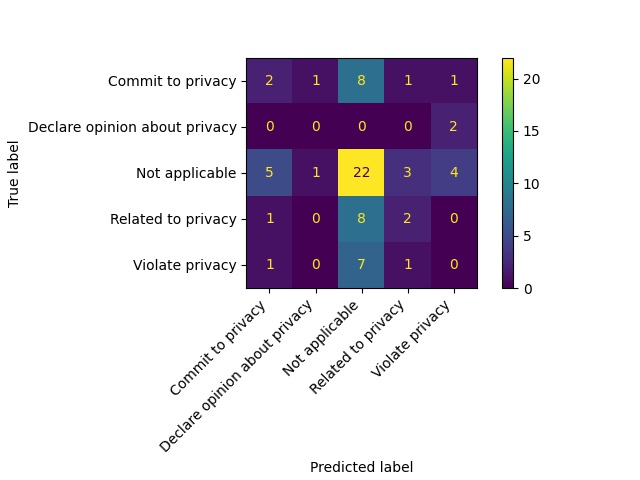 Commit to privacy 2 1 8 1 1
Declare opinion about privacy 0 0 0 0 2
Not applicable 5 1 22 3 4
Related to privacy 1 0 8 2 0
Violate privacy 1 0 7 1 0
True label
Commit to privacy
Declare opinion about privacy
Not applicable
Related to privacy
Violate privacy
Predicted label
20
15
10
5
0